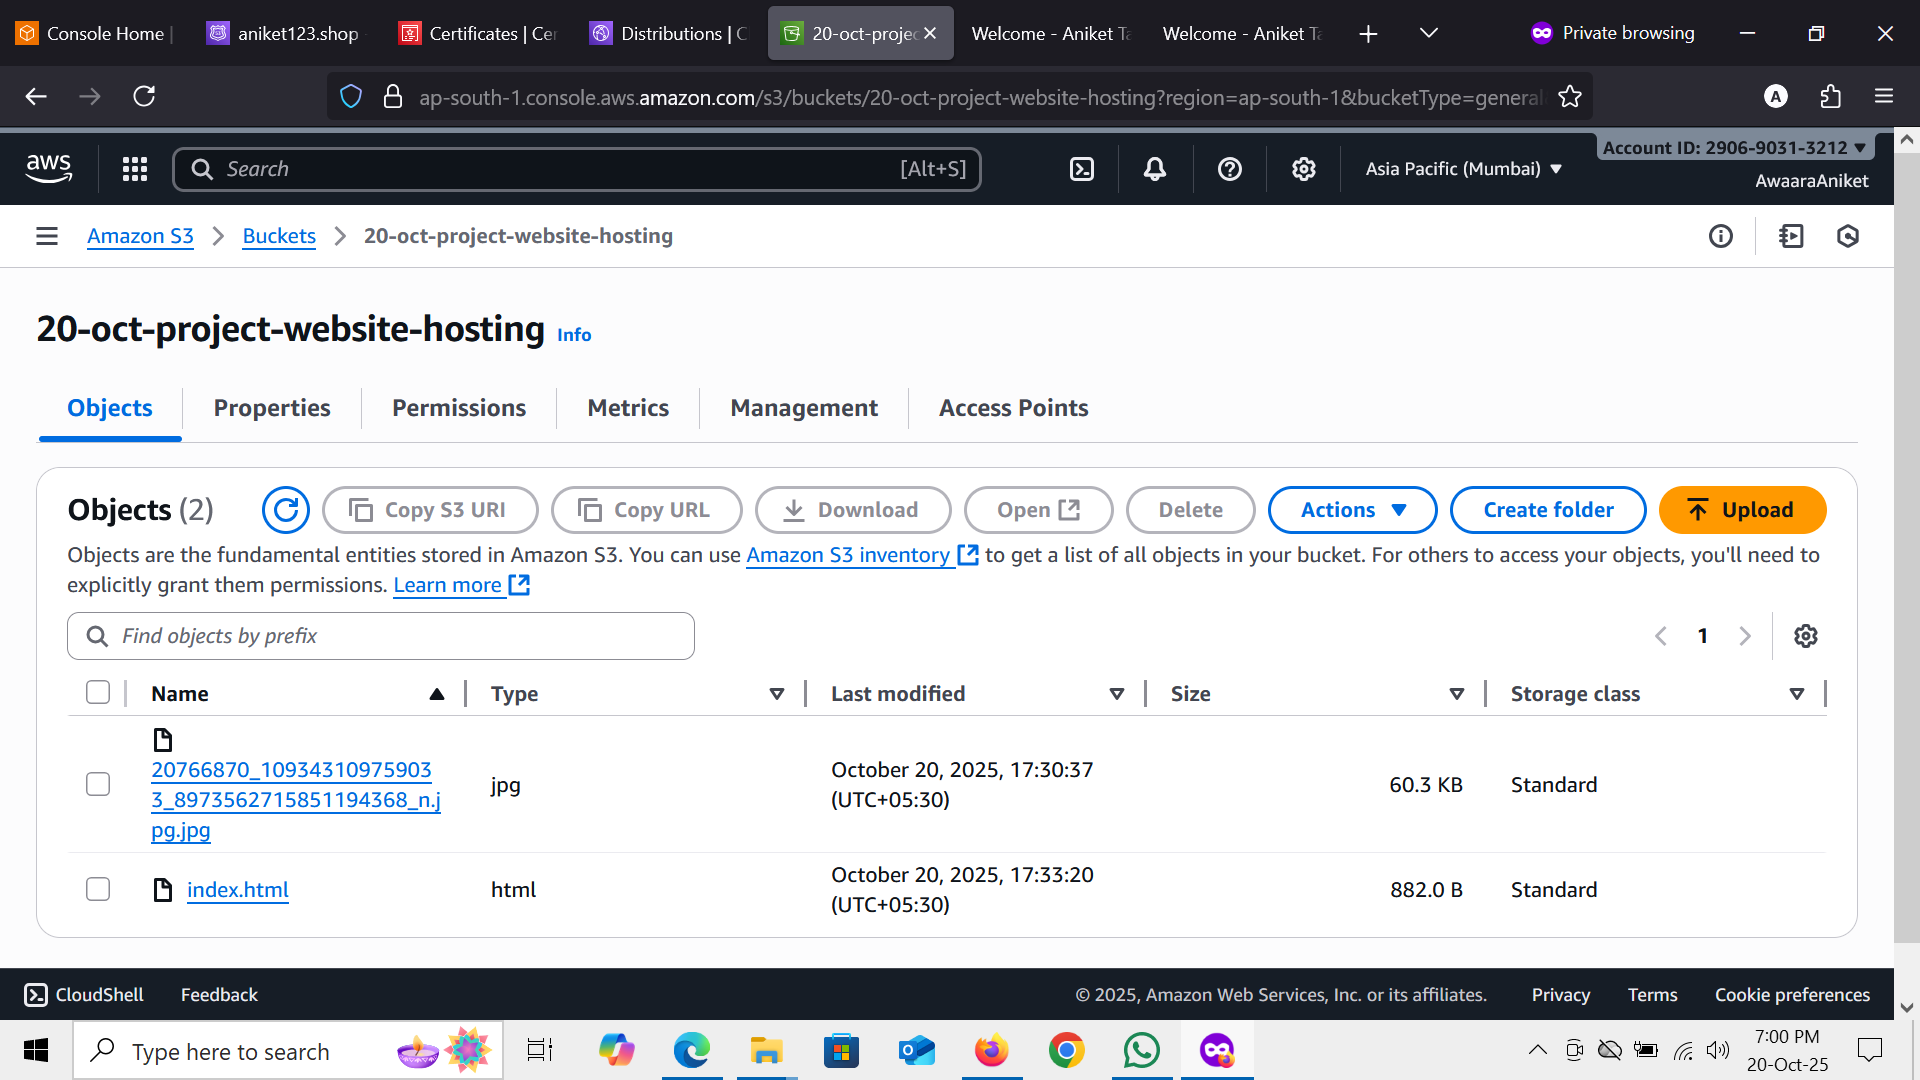 Console Home
aniket123.shop
Certificates | Cer
Distributions | C
20-oct-projec
Welcome - Aniket Ta
Welcome - Aniket Ta
Private browsing
ap-south-1.console.aws.amazon.com/s3/buckets/20-oct-project-website-hosting?region=ap-south-1&bucketType=general
A
aws
Search
[Alt+S]
Asia Pacific (Mumbai)
Account ID: 2906-9031-3212
AwaaraAniket
Amazon S3
Buckets
20-oct-project-website-hosting
20-oct-project-website-hosting Info
Objects
Properties
Permissions
Metrics
Management
Access Points
Objects (2)
Copy S3 URI
Copy URL
Download
Open
Delete
Actions
Create folder
Upload
Objects are the fundamental entities stored in Amazon S3. You can use Amazon S3 inventory to get a list of all objects in your bucket. For others to access your objects, you'll need to
explicitly grant them permissions. Learn more
Find objects by prefix
1
Name
Type
Last modified
Size
Storage class
20766870_10934310975903
3_8973562715851194368_n.j
pg.jpg
jpg
October 20, 2025, 17:30:37
(UTC+05:30)
60.3 KB
Standard
index.html
html
October 20, 2025, 17:33:20
(UTC+05:30)
882.0 B
Standard
CloudShell
Feedback
© 2025, Amazon Web Services, Inc. or its affiliates.
Privacy
Terms
Cookie preferences
Type here to search
7:00 PM
20-Oct-25